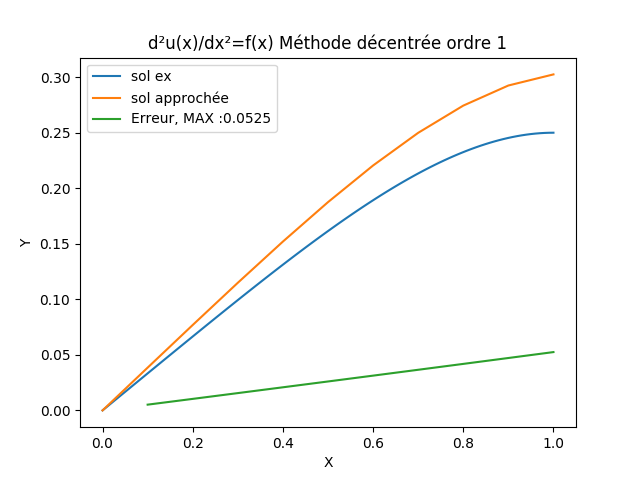 d²u(x)/dx²=f(x) Méthode décentrée ordre 1
sol ex
sol approchée
Erreur, MAX :0.0525
0.30
0.25
0.20
0.15
0.10
0.05
0.00
Y
0.0 0.2 0.4 0.6 0.8 1.0
X